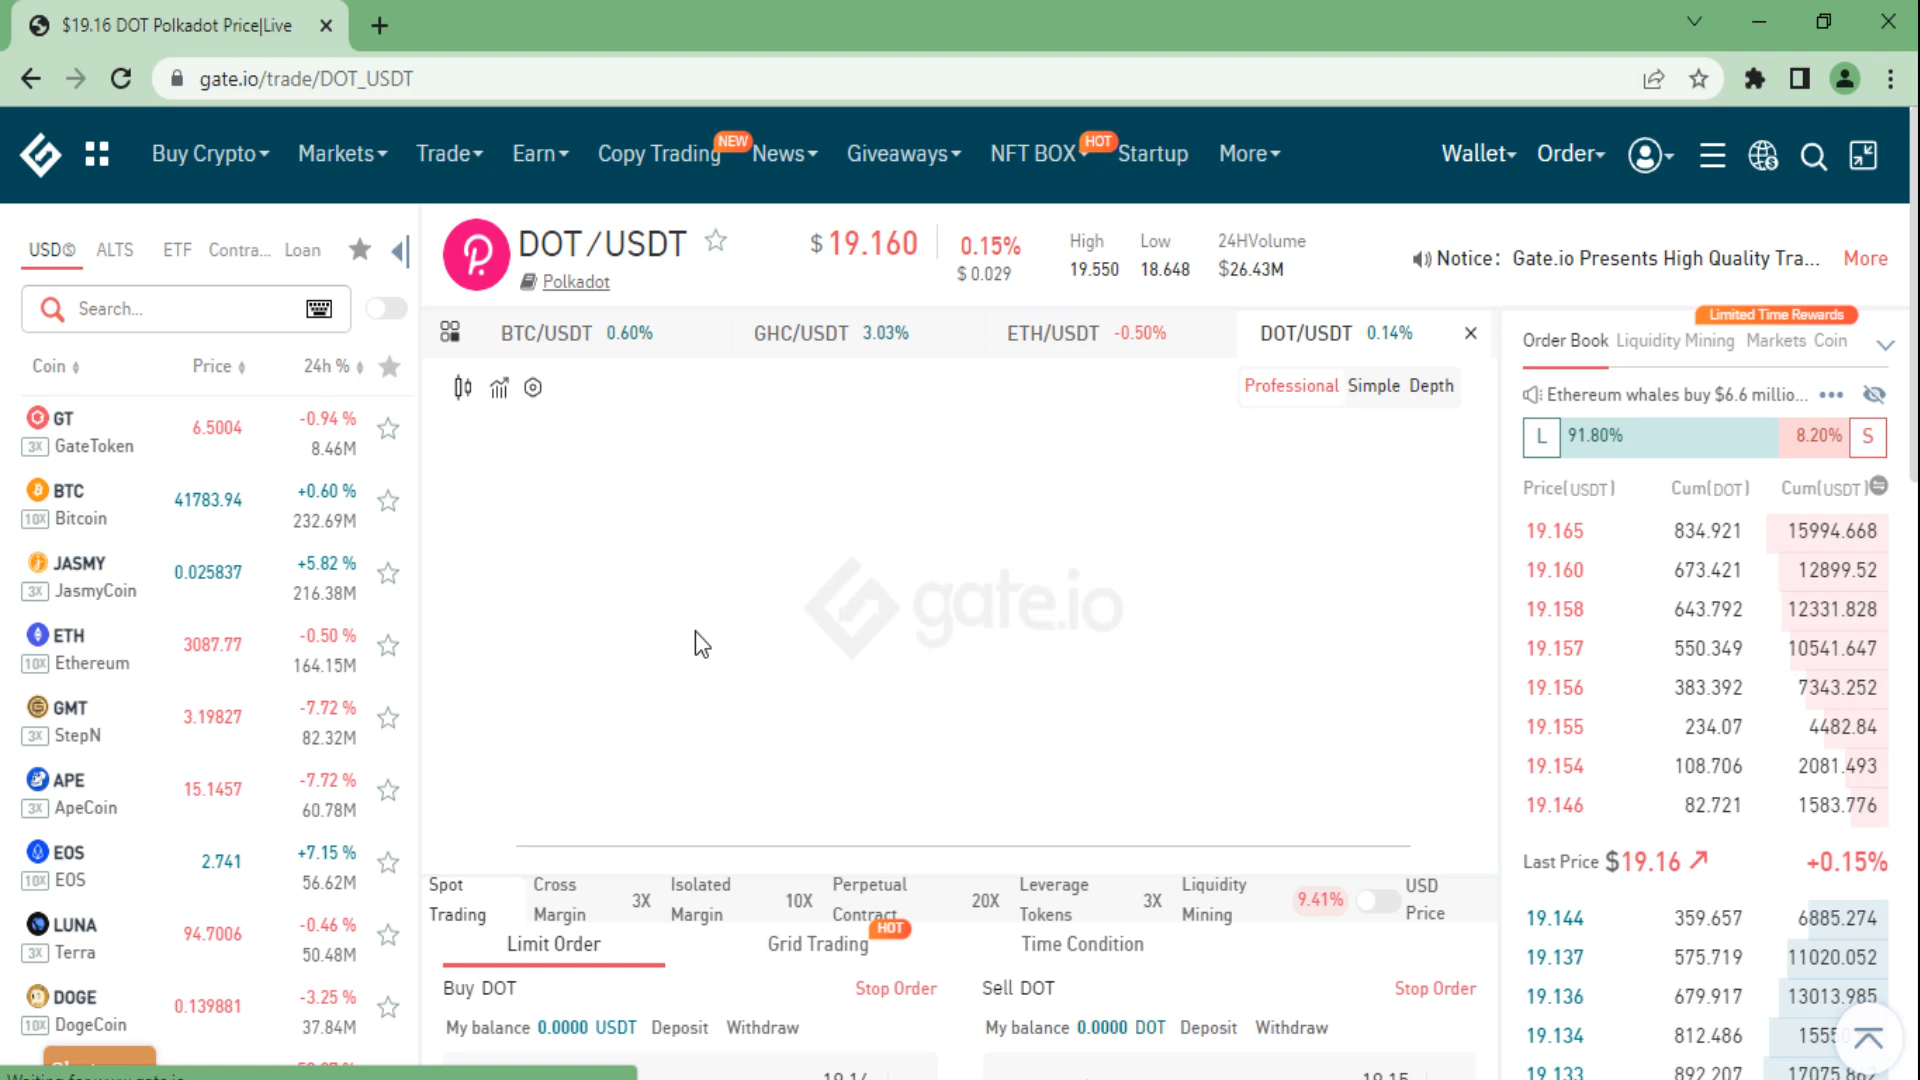 $19.16 DOT Polkadot Price|Live
gate.io/trade/DOT_USDT
Buy Crypto Markets Trade Earn Copy Trading NEW News Giveaways NFT BOX HOT Startup More Wallet Order
USD ALTS ETF Contra... Loan
Search...
Coin Price 24h %
GT 6.5004 -0.94 %
3X GateToken 8.46M
BTC 41783.94 +0.60 %
10X Bitcoin 232.69M
JASMY 0.025837 +5.82 %
3X JasmyCoin 216.38M
ETH 3087.77 -0.50 %
10X Ethereum 164.15M
GMT 3.19827 -7.72 %
3X StepN 82.32M
APE 15.1457 -7.72 %
3X ApeCoin 60.78M
EOS 2.741 +7.15 %
10X EOS 56.62M
LUNA 94.7006 -0.46 %
3X Terra 50.48M
DOGE 0.139881 -3.25 %
10X DogeCoin 37.84M
DOT/USDT
Polkadot
$ 19.160
0.15%
$ 0.029
High Low 24HVolume
19.550 18.648 $26.43M
Notice: Gate.io Presents High Quality Tra... More
BTC/USDT 0.60% GHC/USDT 3.03% ETH/USDT -0.50% DOT/USDT 0.14%
Professional Simple Depth
gate.io
Spot Trading
Cross Margin 3X
Isolated Margin 10X
Perpetual Contract 20X
Leverage Tokens 3X
Liquidity Mining 9.41%
USD Price
Limit Order Grid Trading HOT Time Condition
Buy DOT Stop Order
My balance 0.0000 USDT Deposit Withdraw
19.14
Sell DOT Stop Order
My balance 0.0000 DOT Deposit Withdraw
19.15
Limited Time Rewards
Order Book Liquidity Mining Markets Coin
Ethereum whales buy $6.6 millio...
L 91.80% 8.20% S
Price(USDT) Cum(DOT) Cum(USDT)
19.165 834.921 15994.668
19.160 673.421 12899.52
19.158 643.792 12331.828
19.157 550.349 10541.647
19.156 383.392 7343.252
19.155 234.07 4482.84
19.154 108.706 2081.493
19.146 82.721 1583.776
Last Price $19.16 +0.15%
19.144 359.657 6885.274
19.137 575.719 11020.052
19.136 679.917 13013.985
19.134 812.486
19.133 892.207